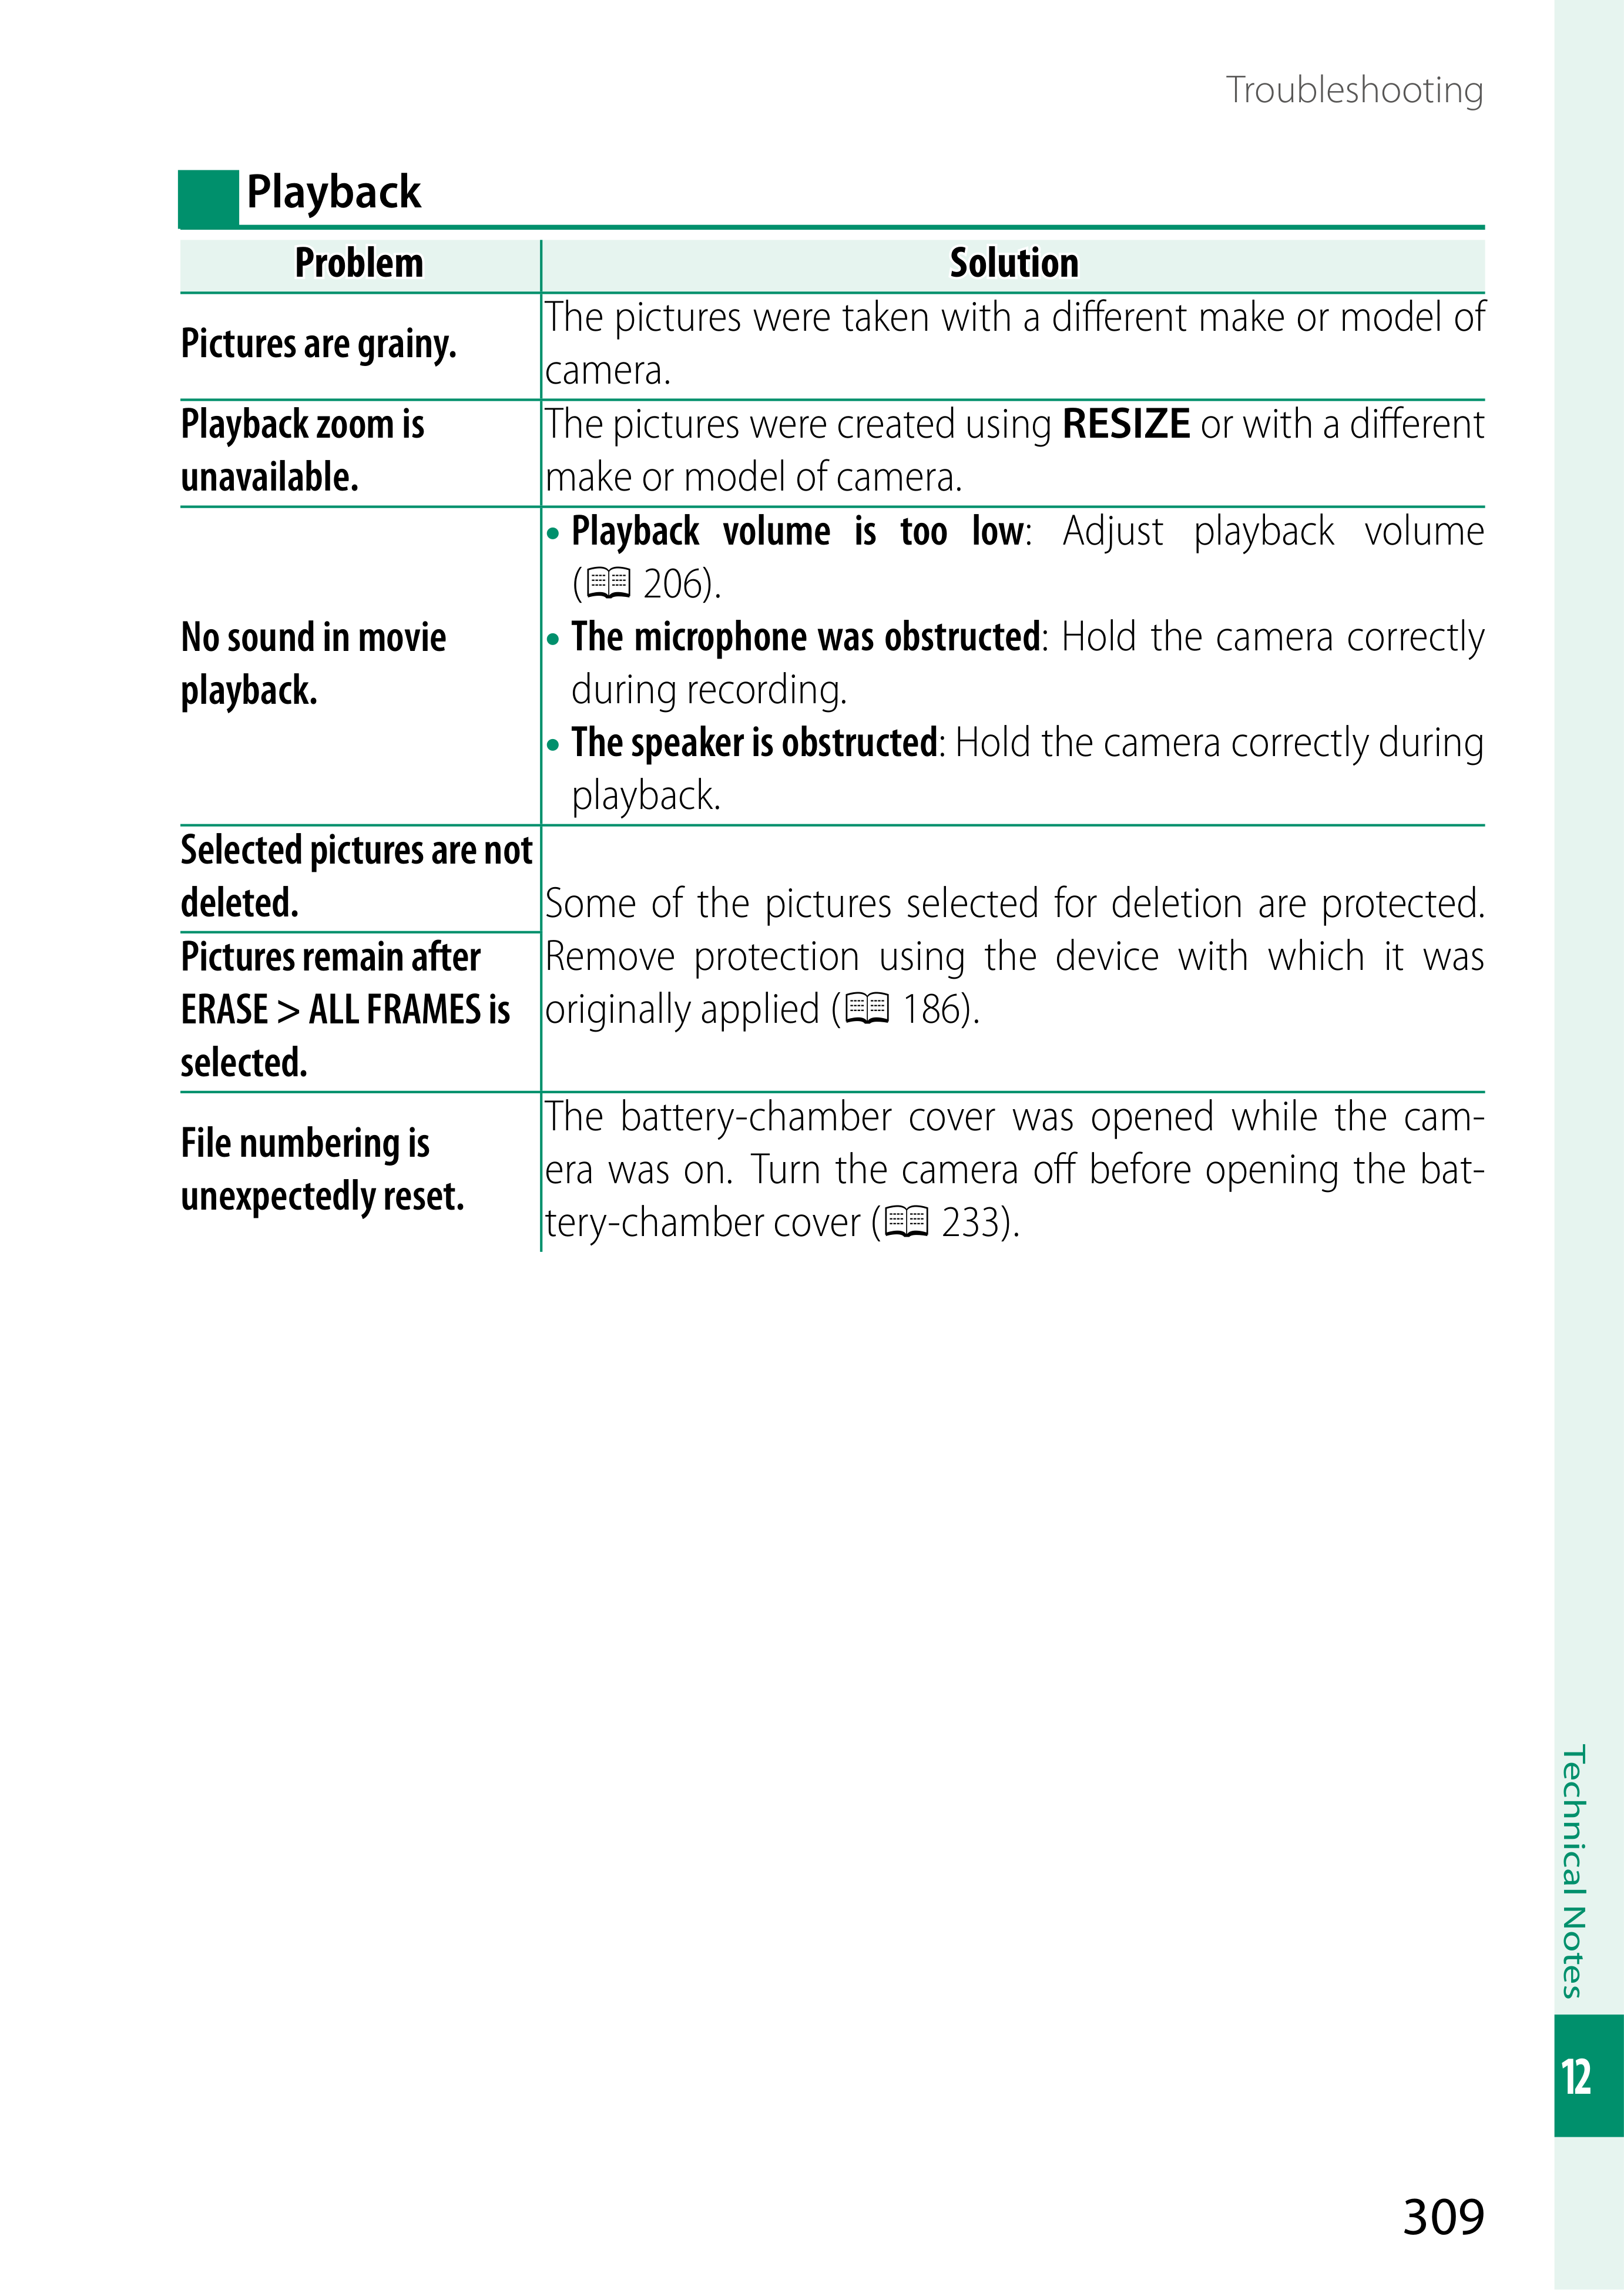 Troubleshooting
Playback
Problem
Solution
Pictures are grainy.
The pictures were taken with a different make or model of
camera.
Playback zoom is
unavailable.
The pictures were created using RESIZE or with a different
make or model of camera.
No sound in movie
playback.
• Playback volume is too low: Adjust playback volume
(📖 206).
• The microphone was obstructed: Hold the camera correctly
during recording.
• The speaker is obstructed: Hold the camera correctly during
playback.
Selected pictures are not
deleted.
Pictures remain after
ERASE > ALL FRAMES is
selected.
Some of the pictures selected for deletion are protected.
Remove protection using the device with which it was
originally applied (📖 186).
File numbering is
unexpectedly reset.
The battery-chamber cover was opened while the cam-
era was on. Turn the camera off before opening the bat-
tery-chamber cover (📖 233).
Technical Notes
12
309